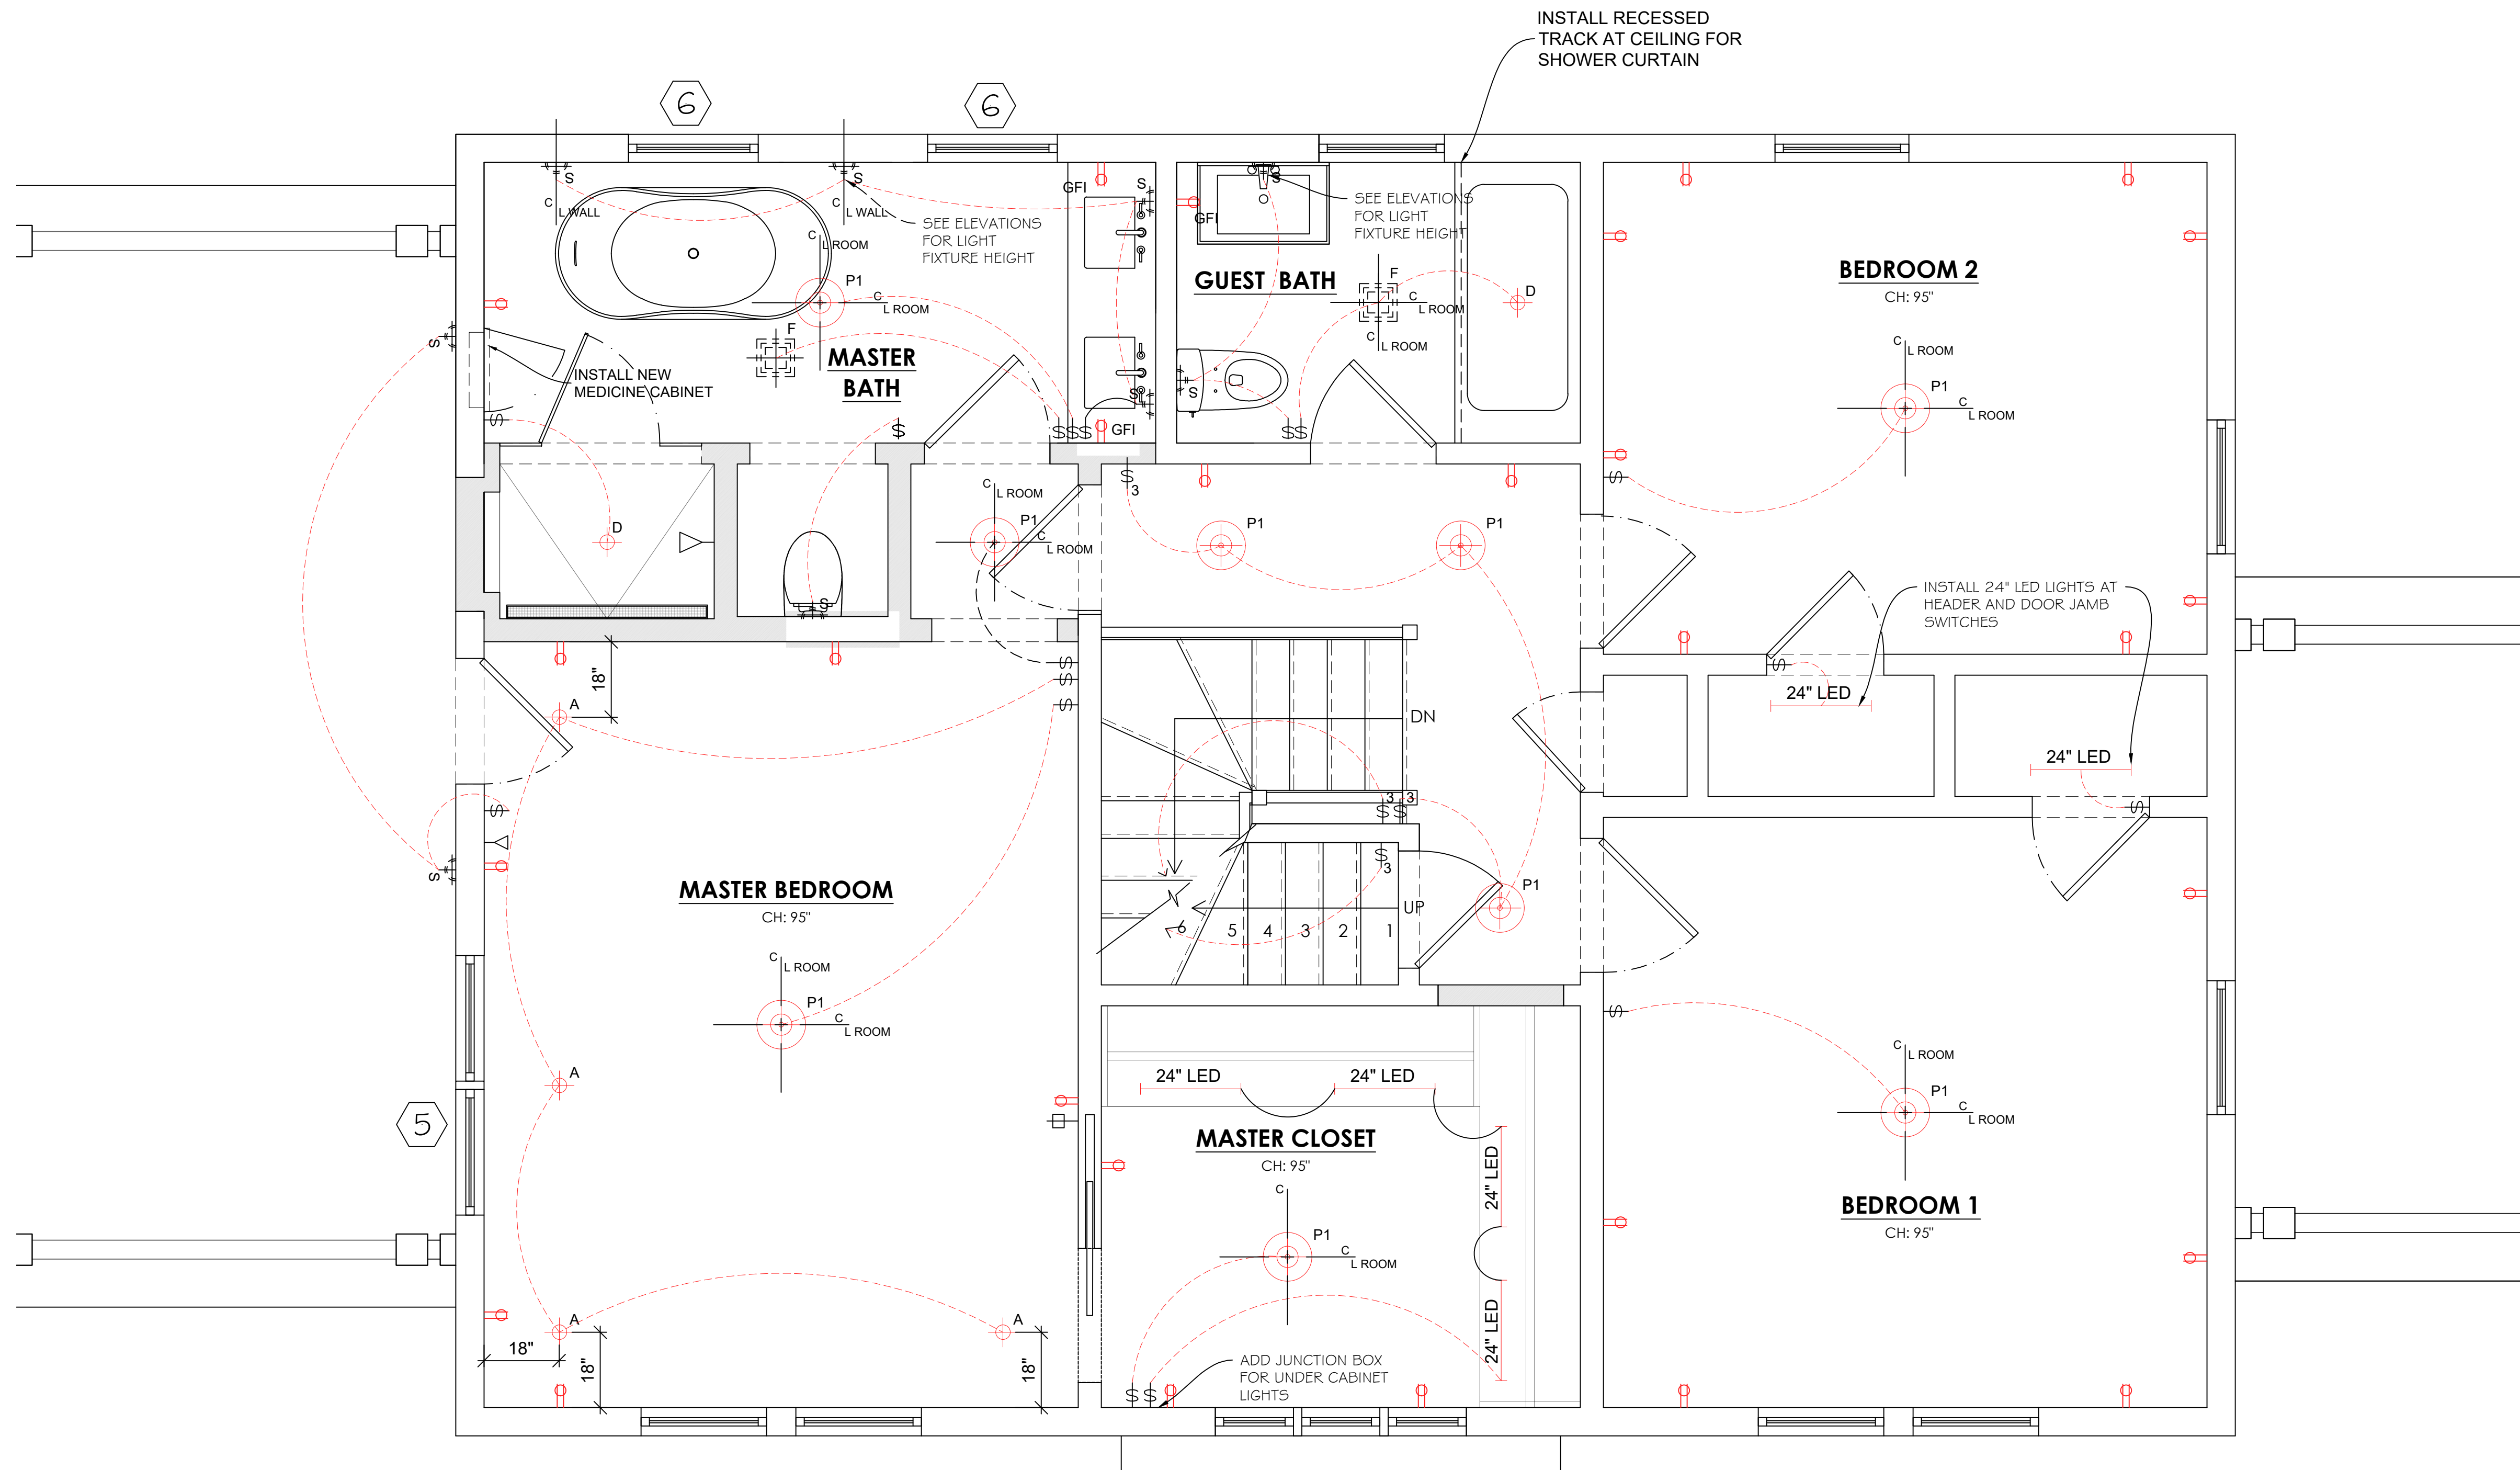 INSTALL RECESSED
TRACK AT CEILING FOR
SHOWER CURTAIN
6
6
S
S
C
L WALL
C
L WALL
SEE ELEVATIONS
FOR LIGHT
FIXTURE HEIGHT
GFI
S
GFI
S
SEE ELEVATIONS
FOR LIGHT
FIXTURE HEIGHT
C
L ROOM
P1
C
L ROOM
F
MASTER
BATH
S
INSTALL NEW
MEDICINE CABINET
$
$
$$$
S
GFI
GUEST BATH
F
C
L ROOM
C
L ROOM
D
S
$$
BEDROOM 2
CH: 95"
C
L ROOM
P1
C
L ROOM
$
D
S
C
L ROOM
P1
C
L ROOM
$
3
P1
P1
INSTALL 24" LED LIGHTS AT
HEADER AND DOOR JAMB
SWITCHES
$
24" LED
24" LED
$
18"
A
$
$
$
$
S
DN
3
3
$$
$
3
UP
6
5
4
3
2
1
P1
MASTER BEDROOM
CH: 95"
C
L ROOM
P1
C
L ROOM
A
5
A
A
18"
18"
18"
24" LED
24" LED
MASTER CLOSET
CH: 95"
C
P1
C
L ROOM
24" LED
24" LED
ADD JUNCTION BOX
FOR UNDER CABINET
LIGHTS
$ $
$
C
L ROOM
P1
C
L ROOM
BEDROOM 1
CH: 95"